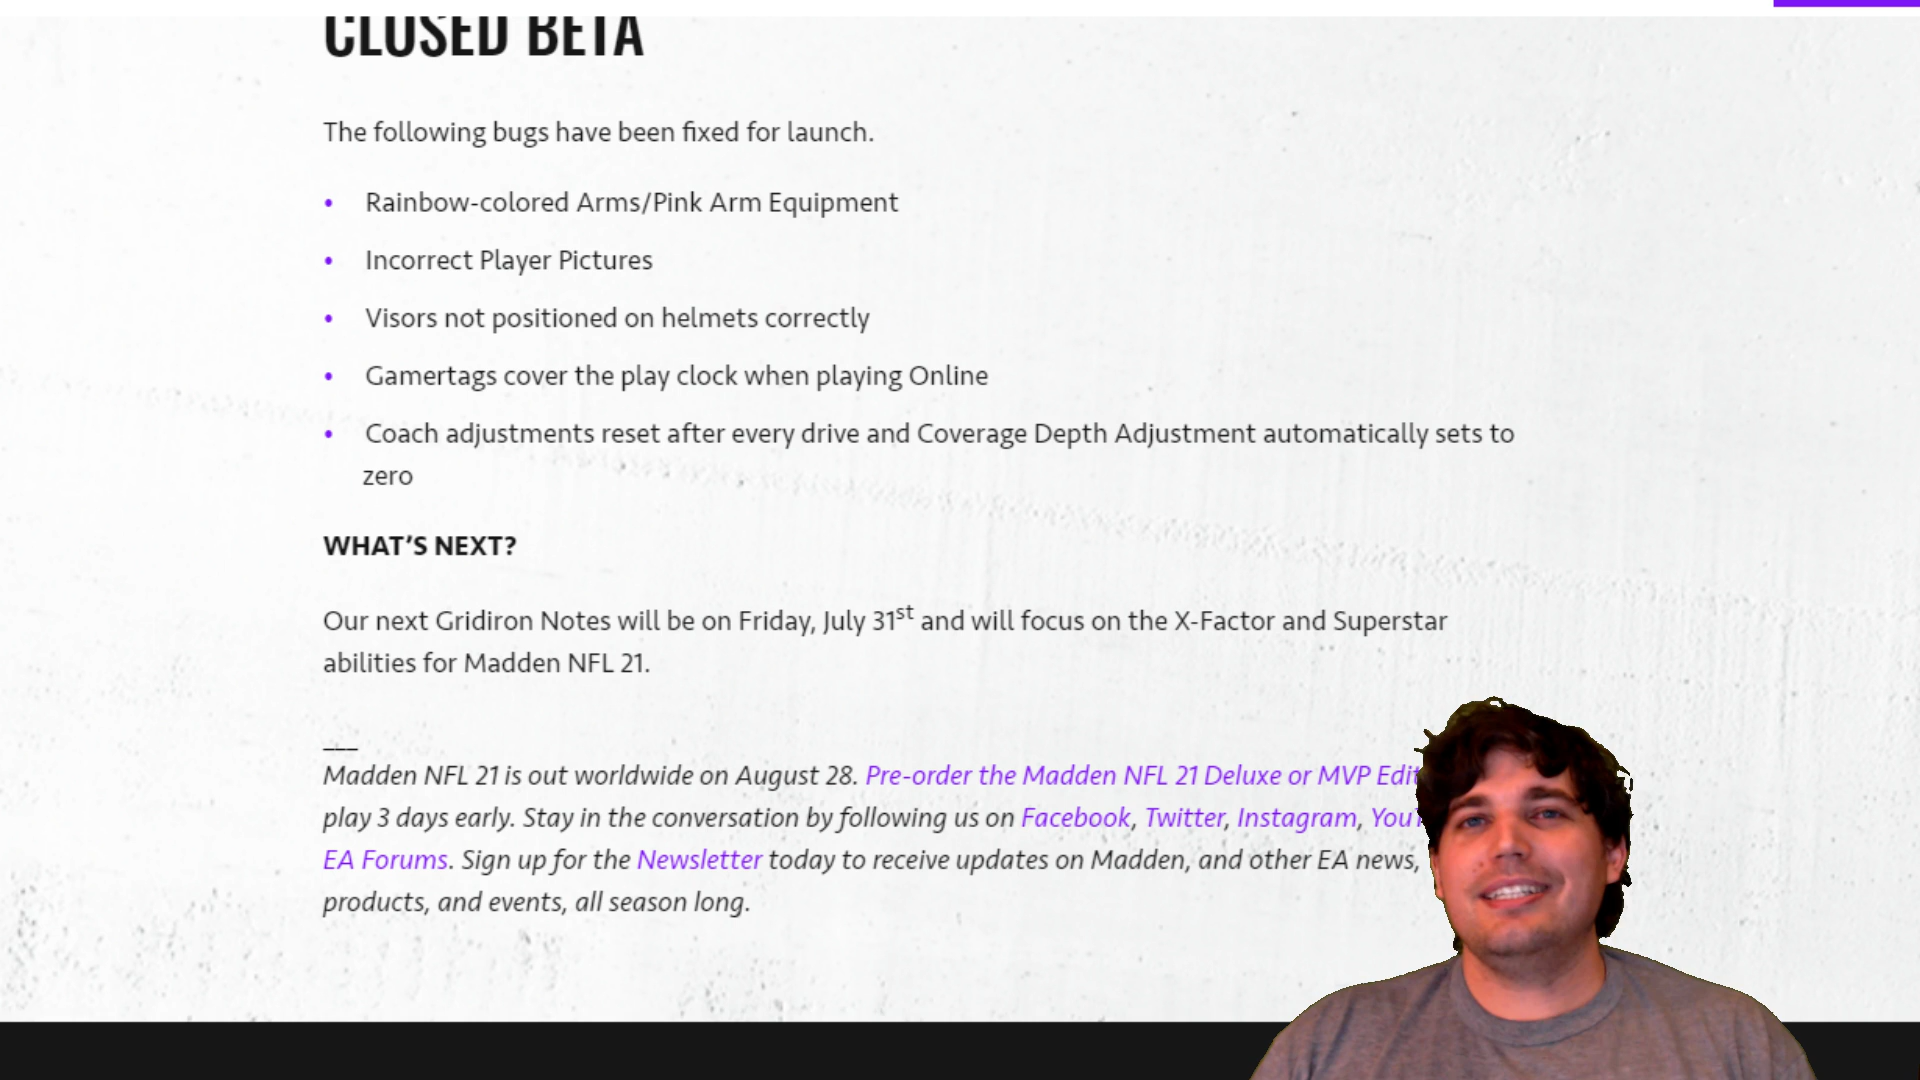 CLOSED BETA
The following bugs have been fixed for launch.
• Rainbow-colored Arms/Pink Arm Equipment
• Incorrect Player Pictures
• Visors not positioned on helmets correctly
• Gamertags cover the play clock when playing Online
• Coach adjustments reset after every drive and Coverage Depth Adjustment automatically sets to
zero
WHAT’S NEXT?
Our next Gridiron Notes will be on Friday, July 31st and will focus on the X-Factor and Superstar
abilities for Madden NFL 21.
___
Madden NFL 21 is out worldwide on August 28. Pre-order the Madden NFL 21 Deluxe or MVP
play 3 days early. Stay in the conversation by following us on Facebook, Twitter, Instagram,
EA Forums. Sign up for the Newsletter today to receive updates on Madden, and other EA news,
products, and events, all season long.